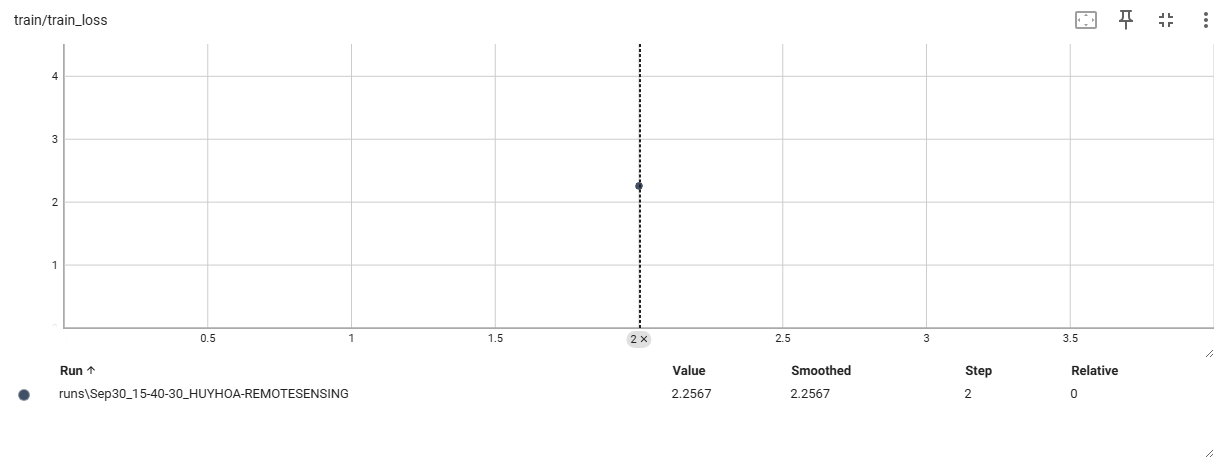 train/train_loss
4
3
2
1
0.5 1 1.5 2 2.5 3 3.5
Run Value Smoothed Step Relative
runs\Sep30_15-40-30_HUYHOA-REMOTESENSING 2.2567 2.2567 2 0